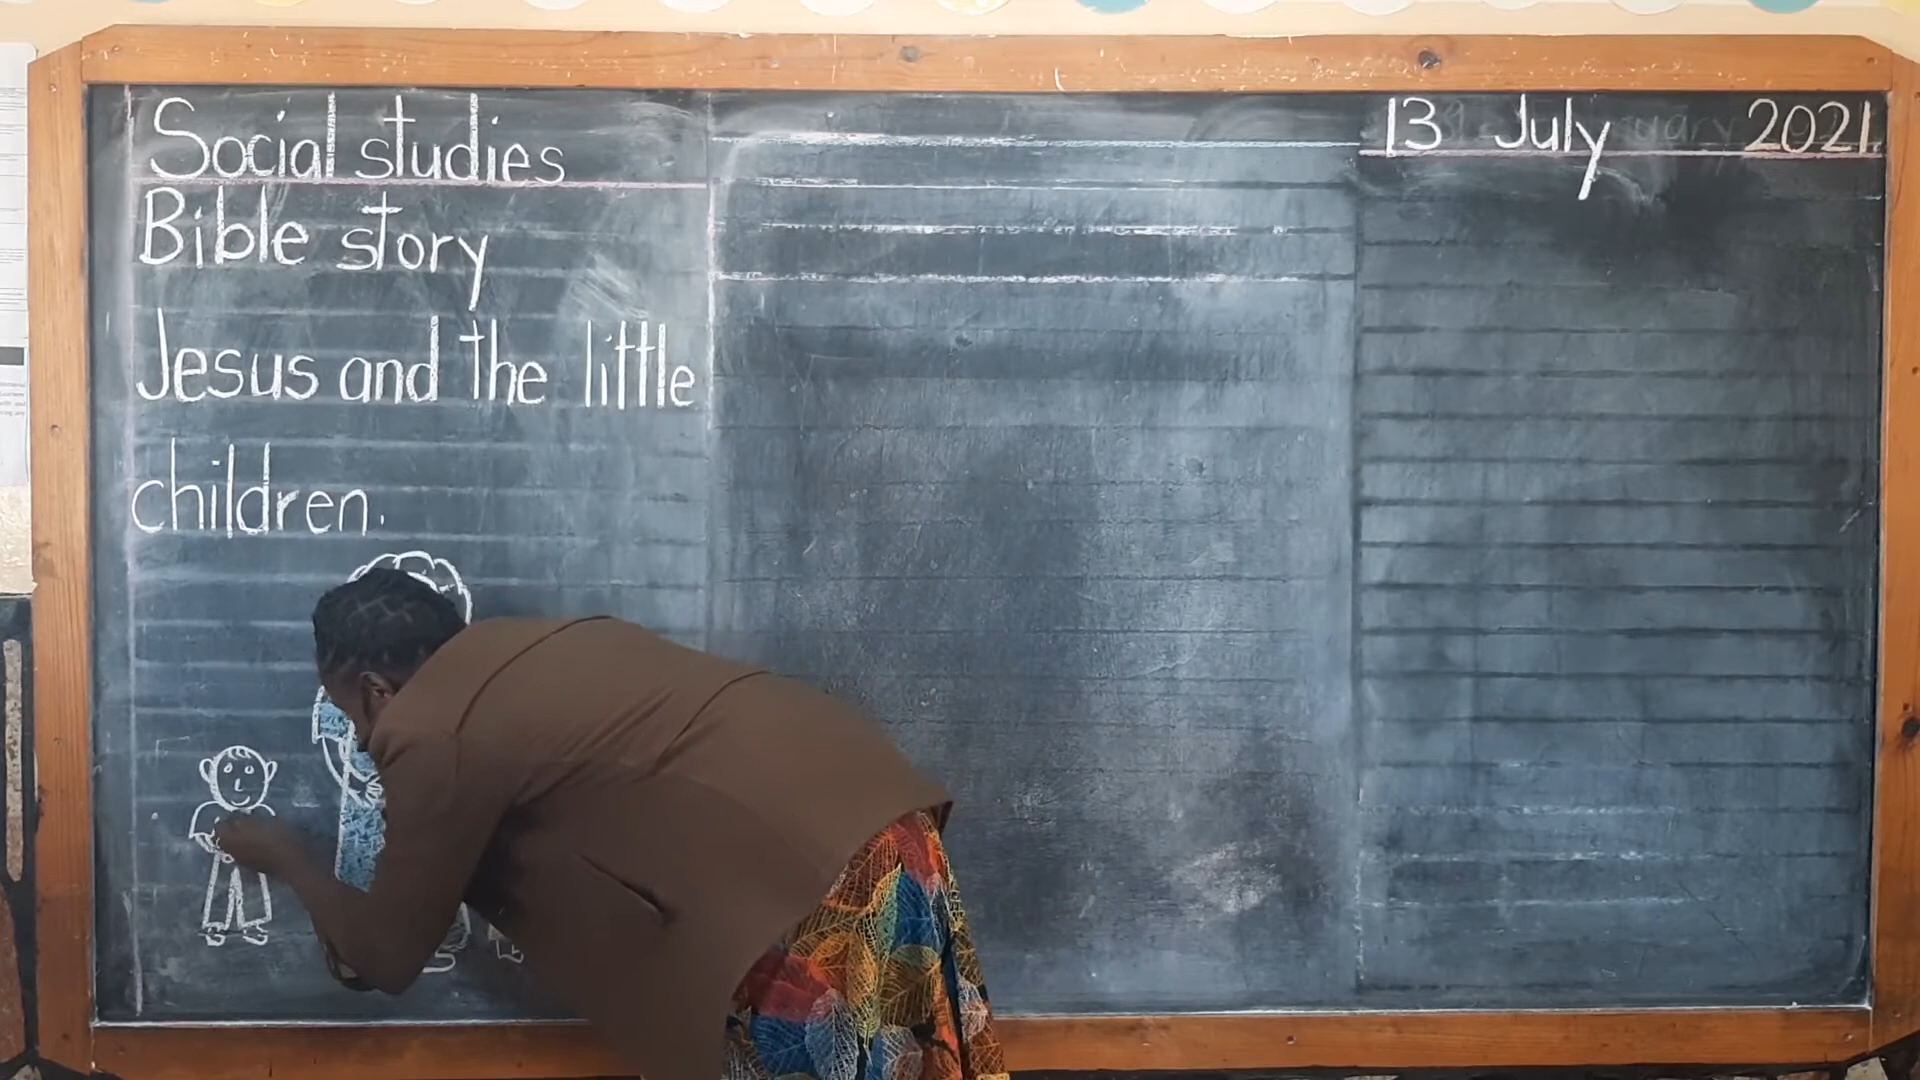 Social studies
13 July 2021
Bible story
Jesus and the little
children.